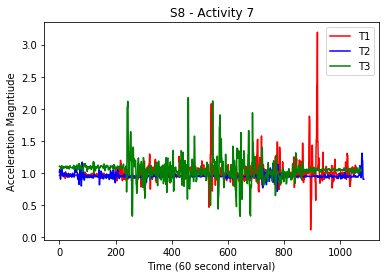 S8 - Activity 7
Acceleration Magntiude
3.0
2.5
2.0
1.5
1.0
0.5
0.0
T1
T2
T3
0 200 400 600 800 1000
Time (60 second interval)